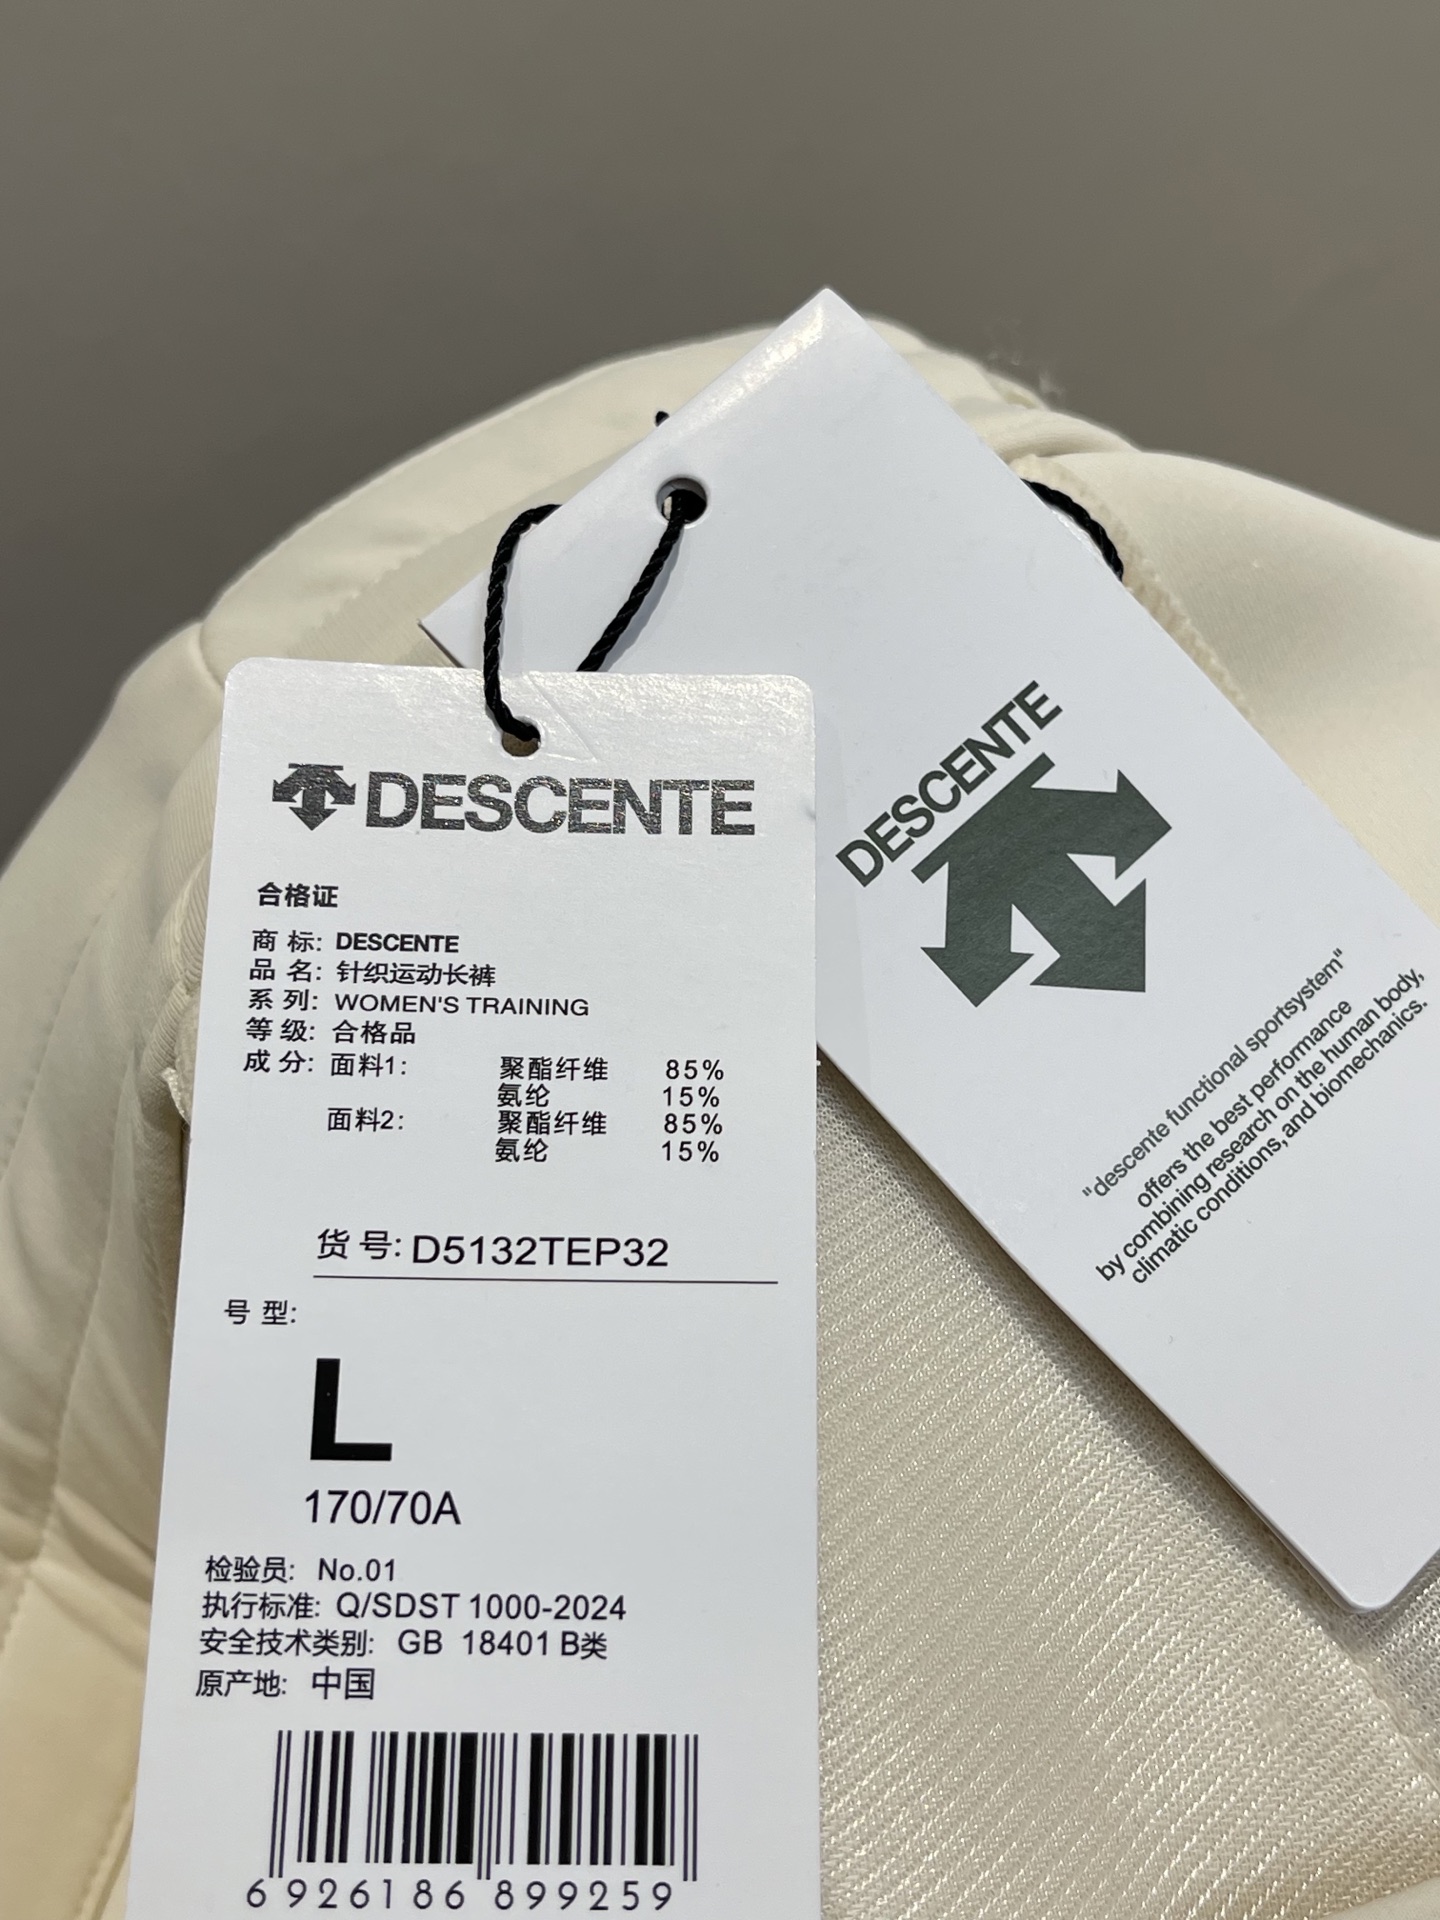 DESCENTE
合格证
商 标: DESCENTE
品 名: 针织运动长裤
系 列: WOMEN'S TRAINING
等 级: 合格品
成 分: 面料1: 聚酯纤维 85%
氨纶 15%
面料2: 聚酯纤维 85%
氨纶 15%
货 号: D5132TEP32
号 型:
L
170/70A
检验员: No.01
执行标准: Q/SDST 1000-2024
安全技术类别: GB 18401 B类
原产地: 中国
6 926186 899259
DESCENTE
"descente functional sportsystem"
offers the best performance
by combining research on the human body,
climatic conditions, and biomechanics.